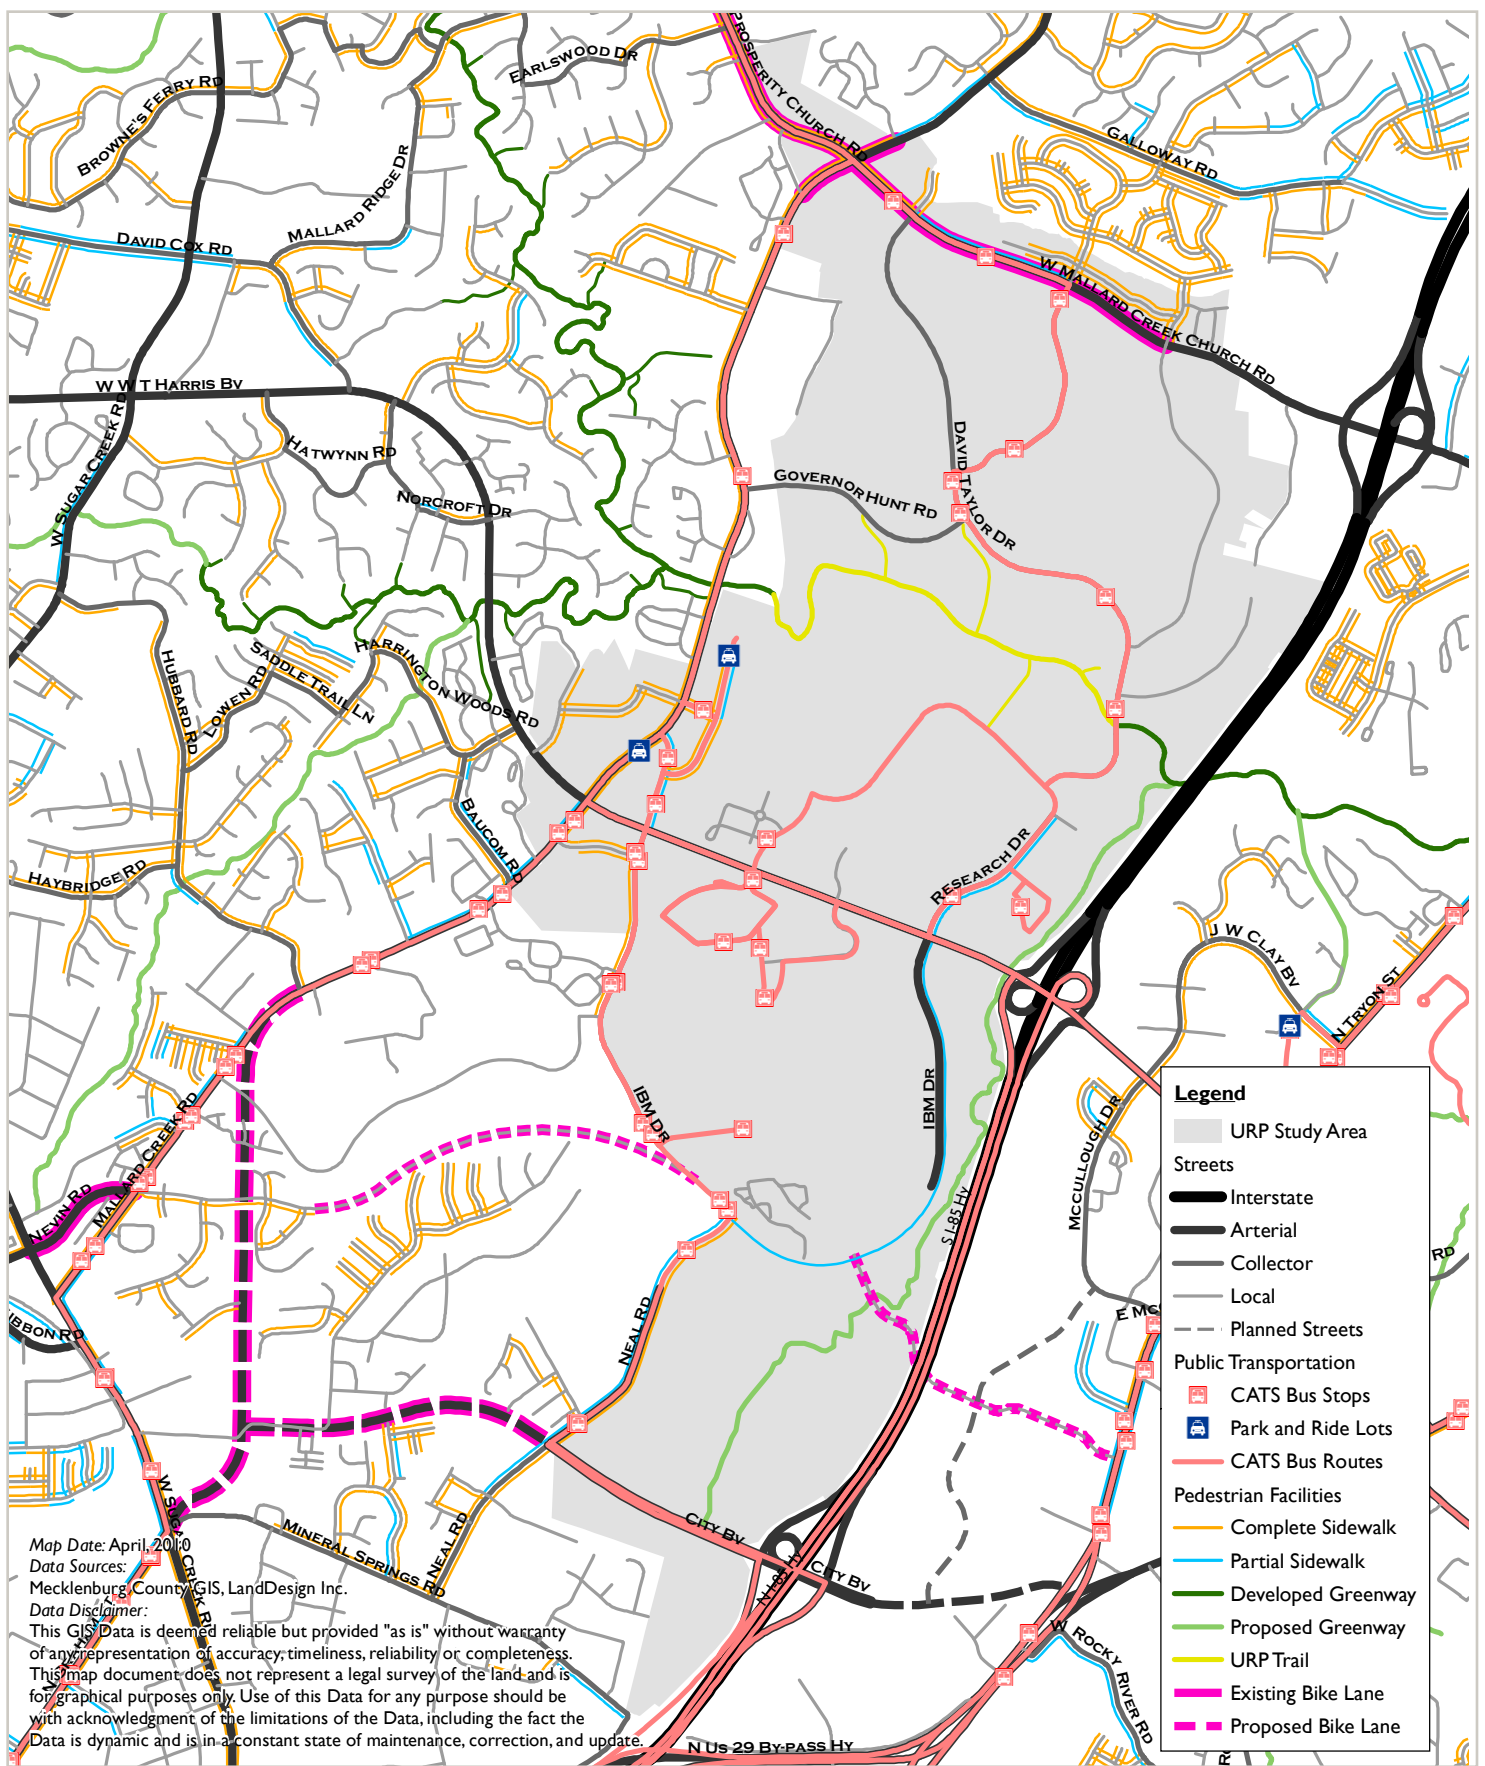 PROSPERITY CHURCH RD
EARLSWOOD DR
BROWNE'S FERRY RD
GALLOWAY RD
MALLARD RIDGE DR
DAVID COX RD
W MALLARD CREEK CHURCH RD
W W T HARRIS BV
W SUGAR CREEK RD
HATWYNN RD
NORCROFT DR
DAVID TAYLOR DR
GOVERNOR HUNT RD
HUBBARD RD
LOWEN RD
SADDLE TRAIL LN
HARRINGTON WOODS RD
BAUCOM RD
HAYBRIDGE RD
RESEARCH DR
J W CLAY BV
N TRYON ST
IBM DR
IBM DR
MCCULLOUGH DR
MALLARD CREEK RD
NEVIN RD
S I-85 HY
NEAL RD
IBBON RD
E MC
RD
W SUGAR CREEK RD
MINERAL SPRINGS RD
NEAL RD
CITY BV
CITY BV
N I-85 HY
W ROCKY RIVER RD
N US 29 BY-PASS HY
Legend
URP Study Area
Streets
Interstate
Arterial
Collector
Local
Planned Streets
Public Transportation
CATS Bus Stops
Park and Ride Lots
CATS Bus Routes
Pedestrian Facilities
Complete Sidewalk
Partial Sidewalk
Developed Greenway
Proposed Greenway
URP Trail
Existing Bike Lane
Proposed Bike Lane
Map Date: April, 2010
Data Sources:
Mecklenburg County GIS, LandDesign Inc.
Data Disclaimer:
This GIS Data is deemed reliable but provided "as is" without warranty
of any representation of accuracy, timeliness, reliability or completeness.
This map document does not represent a legal survey of the land and is
for graphical purposes only. Use of this Data for any purpose should be
with acknowledgment of the limitations of the Data, including the fact the
Data is dynamic and is in a constant state of maintenance, correction, and update.